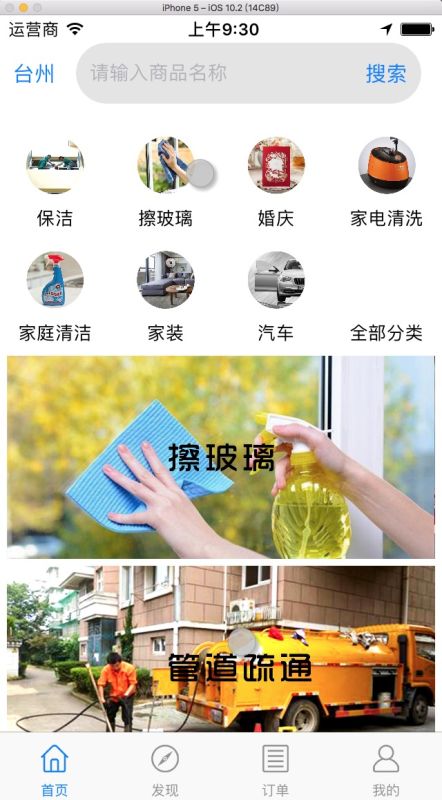 iPhone 5 – iOS 10.2 (14C89)
运营商 上午9:30
台州 请输入商品名称 搜索
保洁 擦玻璃 婚庆 家电清洗
家庭清洁 家装 汽车 全部分类
擦玻璃
管道疏通
首页 发现 订单 我的